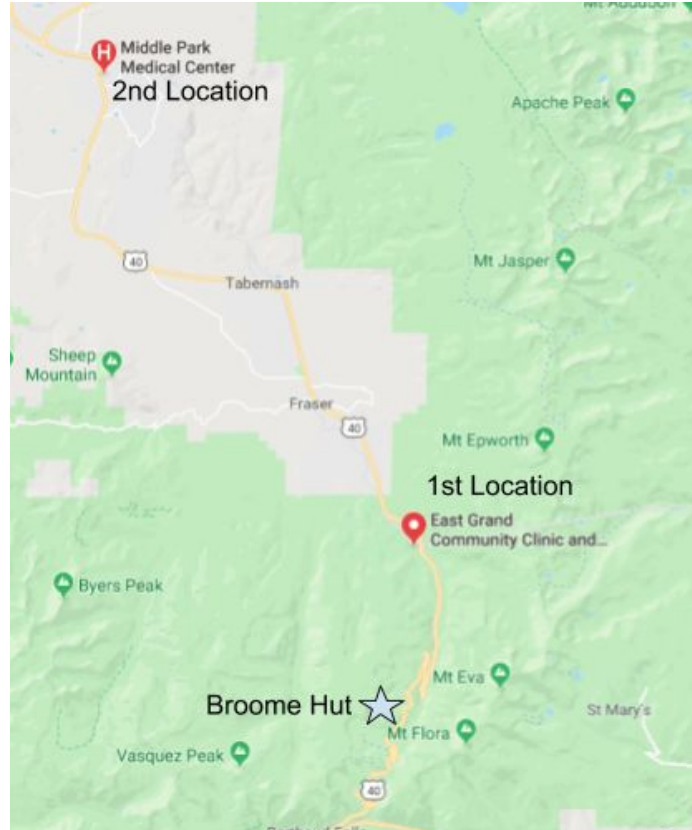 Middle Park
Medical Center
2nd Location
Apache Peak
Mt Jasper
40
Tabernash
Sheep
Mountain
Fraser
40
Mt Epworth
1st Location
East Grand
Community Clinic and...
Byers Peak
Mt Eva
Broome Hut
St Mary's
Mt Flora
Vasquez Peak
40